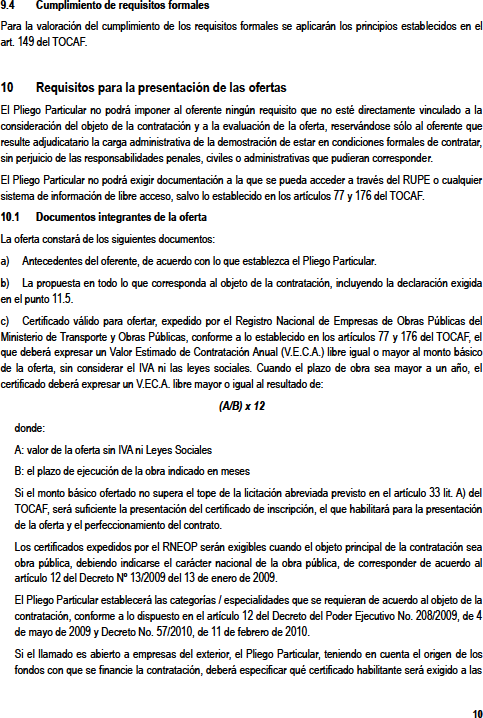 9.4 Cumplimiento de requisitos formales
Para la valoración del cumplimiento de los requisitos formales se aplicarán los principios establecidos en el
art. 149 del TOCAF.
10 Requisitos para la presentación de las ofertas
El Pliego Particular no podrá imponer al oferente ningún requisito que no esté directamente vinculado a la
consideración del objeto de la contratación y a la evaluación de la oferta, reservándose sólo al oferente que
resulte adjudicatario la carga administrativa de la demostración de estar en condiciones formales de contratar,
sin perjuicio de las responsabilidades penales, civiles o administrativas que pudieran corresponder.
El Pliego Particular no podrá exigir documentación a la que se pueda acceder a través del RUPE o cualquier
sistema de información de libre acceso, salvo lo establecido en los artículos 77 y 176 del TOCAF.
10.1 Documentos integrantes de la oferta
La oferta constará de los siguientes documentos:
a) Antecedentes del oferente, de acuerdo con lo que establezca el Pliego Particular.
b) La propuesta en todo lo que corresponda al objeto de la contratación, incluyendo la declaración exigida
en el punto 11.5.
c) Certificado válido para ofertar, expedido por el Registro Nacional de Empresas de Obras Públicas del
Ministerio de Transporte y Obras Públicas, conforme a lo establecido en los artículos 77 y 176 del TOCAF, el
que deberá expresar un Valor Estimado de Contratación Anual (V.E.C.A.) libre igual o mayor al monto básico
de la oferta, sin considerar el IVA ni las leyes sociales. Cuando el plazo de obra sea mayor a un año, el
certificado deberá expresar un V.EC.A. libre mayor o igual al resultado de:
(A/B) x 12
donde:
A: valor de la oferta sin IVA ni Leyes Sociales
B: el plazo de ejecución de la obra indicado en meses
Si el monto básico ofertado no supera el tope de la licitación abreviada previsto en el artículo 33 lit. A) del
TOCAF, será suficiente la presentación del certificado de inscripción, el que habilitará para la presentación
de la oferta y el perfeccionamiento del contrato.
Los certificados expedidos por el RNEOP serán exigibles cuando el objeto principal de la contratación sea
obra pública, debiendo indicarse el carácter nacional de la obra pública, de corresponder de acuerdo al
artículo 12 del Decreto Nº 13/2009 del 13 de enero de 2009.
El Pliego Particular establecerá las categorías / especialidades que se requieran de acuerdo al objeto de la
contratación, conforme a lo dispuesto en el artículo 12 del Decreto del Poder Ejecutivo No. 208/2009, de 4
de mayo de 2009 y Decreto No. 57/2010, de 11 de febrero de 2010.
Si el llamado es abierto a empresas del exterior, el Pliego Particular, teniendo en cuenta el origen de los
fondos con que se financie la contratación, deberá especificar qué certificado habilitante será exigido a las
10